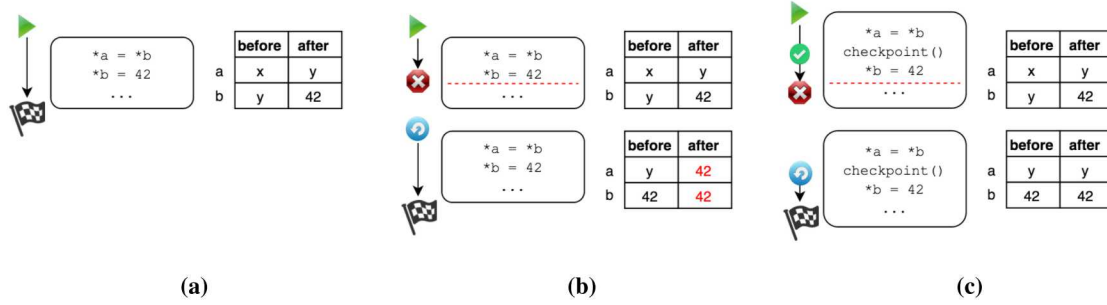 *a = *b
*b = 42
...
before after
a x y
b y 42
(a)
*a = *b
*b = 42
...
before after
a x y
b y 42
*a = *b
*b = 42
...
before after
a y 42
b 42 42
(b)
*a = *b
checkpoint()
*b = 42
...
before after
a x y
b y 42
*a = *b
checkpoint()
*b = 42
...
before after
a y y
b 42 42
(c)